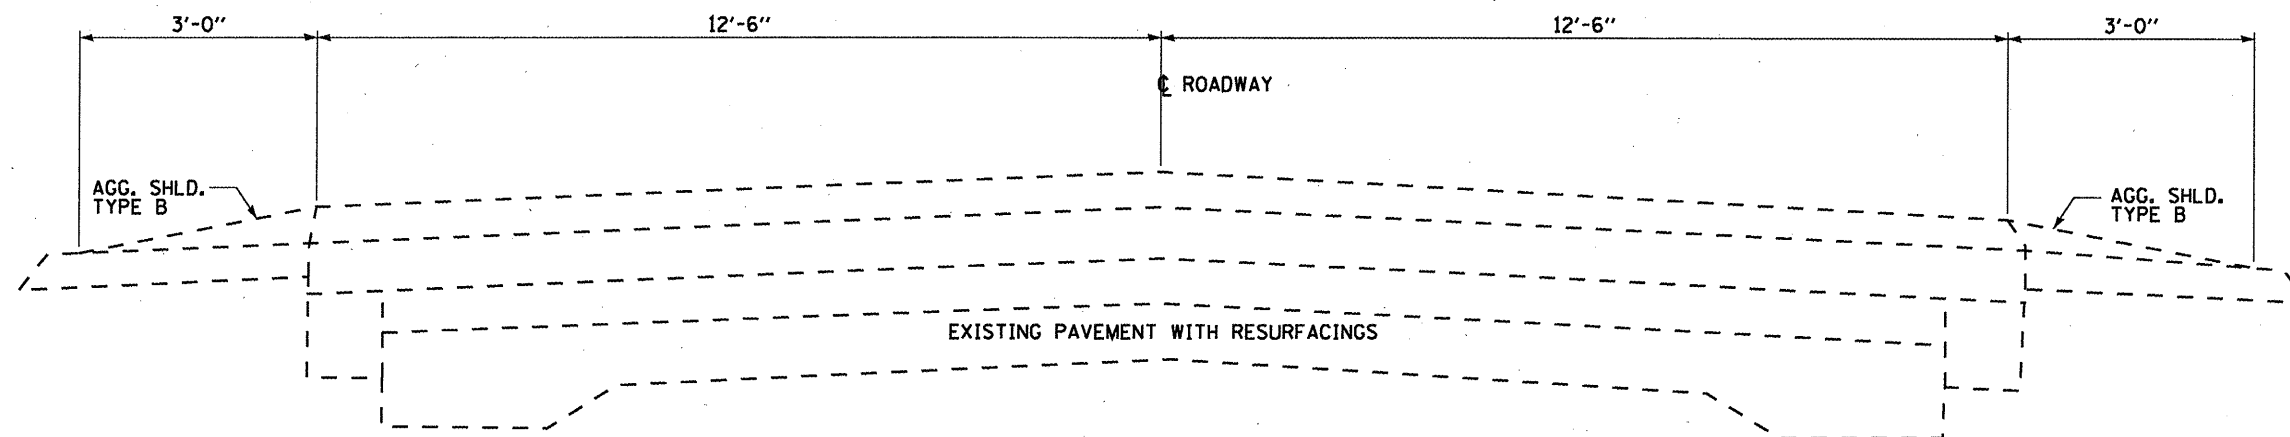 3'-0" 12'-6" 12'-6" 3'-0"
℄ ROADWAY
AGG. SHLD.
TYPE B
AGG. SHLD.
TYPE B
EXISTING PAVEMENT WITH RESURFACINGS